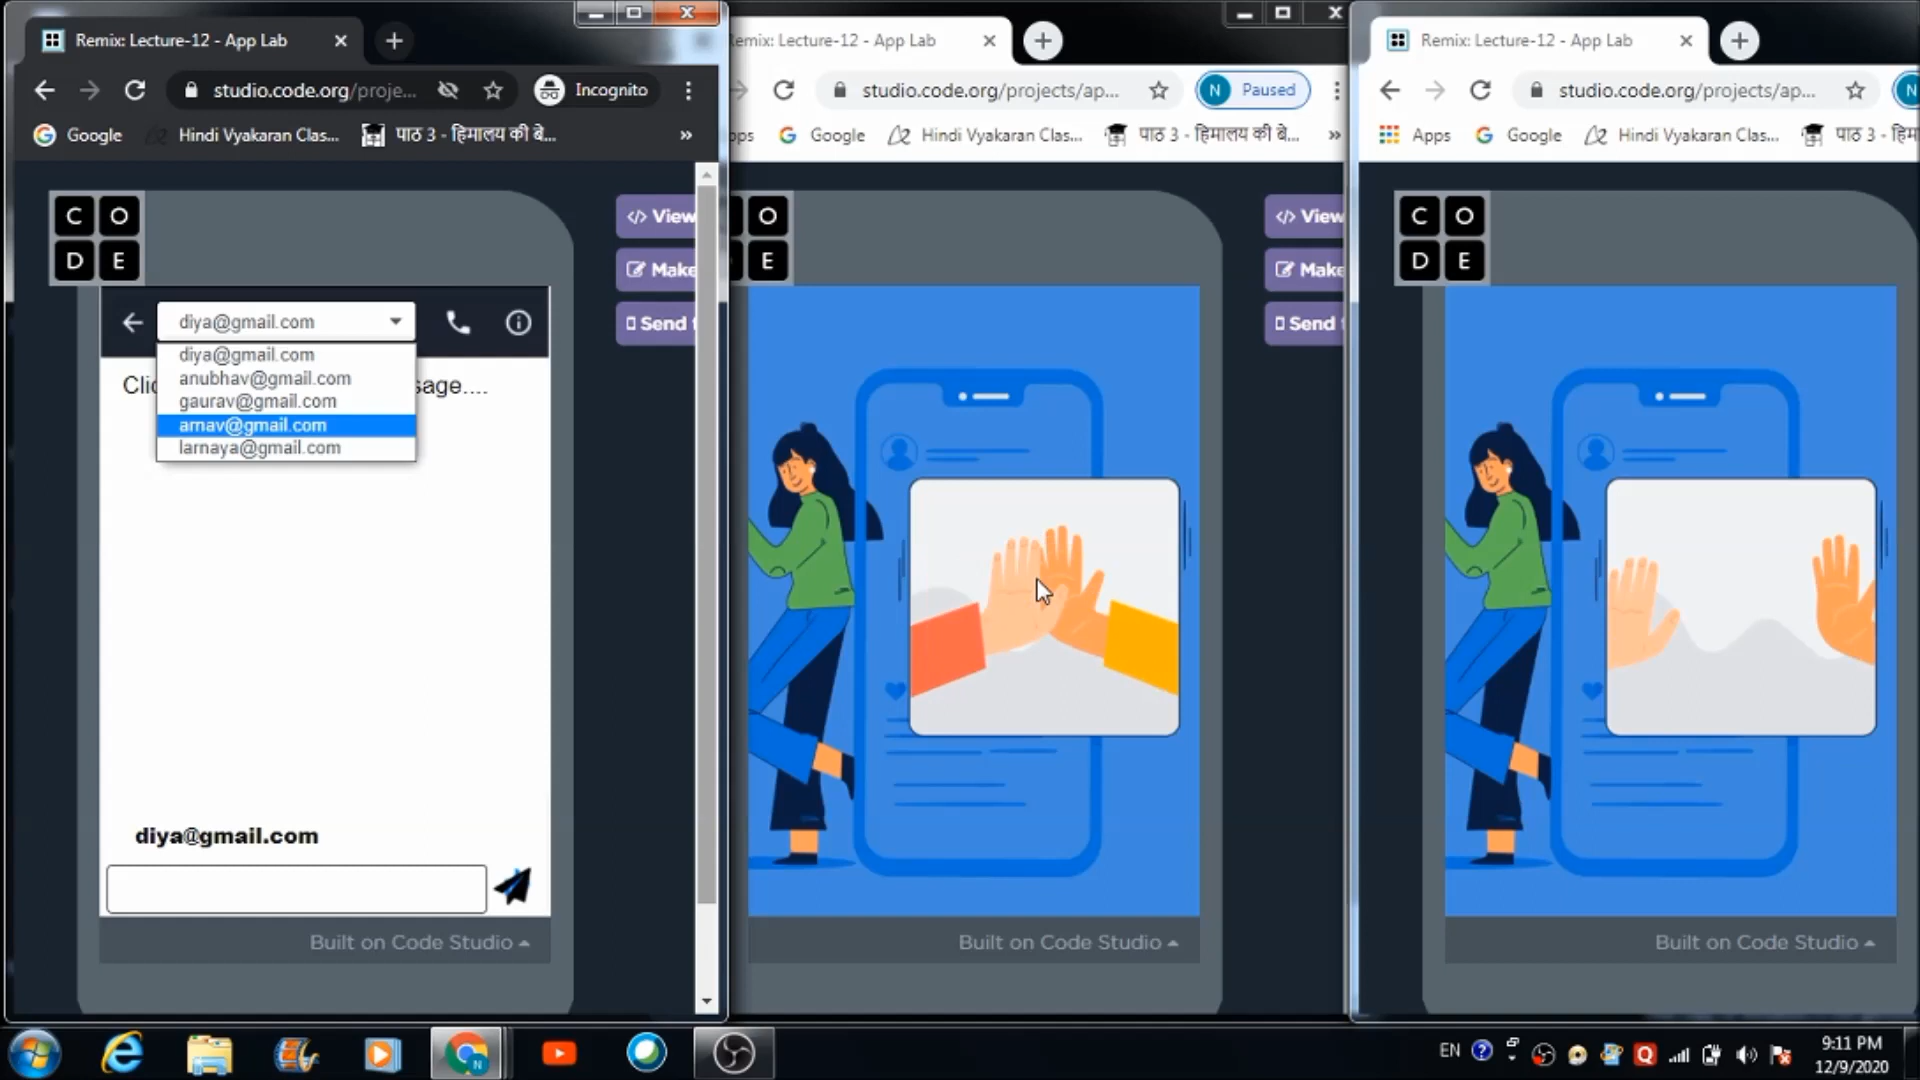 Remix: Lecture-12 - App Lab
studio.code.org/proje...
Incognito
Google
Hindi Vyakaran Clas...
पाठ 3 - हिमालय की बे...
»
C O
D E
</> View
Make
Send
diya@gmail.com
diya@gmail.com
anubhav@gmail.com
gaurav@gmail.com
arnav@gmail.com
larnaya@gmail.com
Clic
sage....
diya@gmail.com
Built on Code Studio
emix: Lecture-12 - App Lab
studio.code.org/projects/ap...
N Paused
ops
Google
Hindi Vyakaran Clas...
पाठ 3 - हिमालय की बे...
»
O
E
</> View
Make
Send
Built on Code Studio
Remix: Lecture-12 - App Lab
studio.code.org/projects/ap...
N
Apps
Google
Hindi Vyakaran Clas...
पाठ 3 - हिम
C O
D E
Built on Code Studio
EN
9:11 PM
12/9/2020